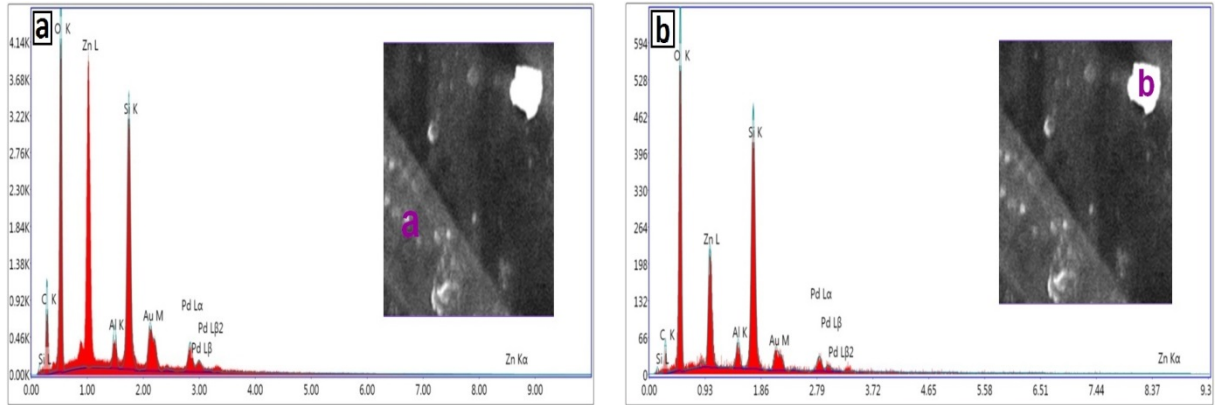 a
O K
4.14K
Zn L
3.68K
Si K
3.22K
2.76K
2.30K
1.84K
1.38K
C K
0.92K
Al K
Au M
Pd Lα
Pd Lβ2
0.46K
Pd Lβ
Si L
Zn Kα
0.00K
0.00 1.00 2.00 3.00 4.00 5.00 6.00 7.00 8.00 9.00
a
b
594
O K
528
462
Si K
396
330
264
Zn L
198
132
Pd Lα
Pd Lβ
66
C K
Al K
Au M
Pd Lβ2
Si L
Zn Kα
0
0.00 0.93 1.86 2.79 3.72 4.65 5.58 6.51 7.44 8.37 9.3
b